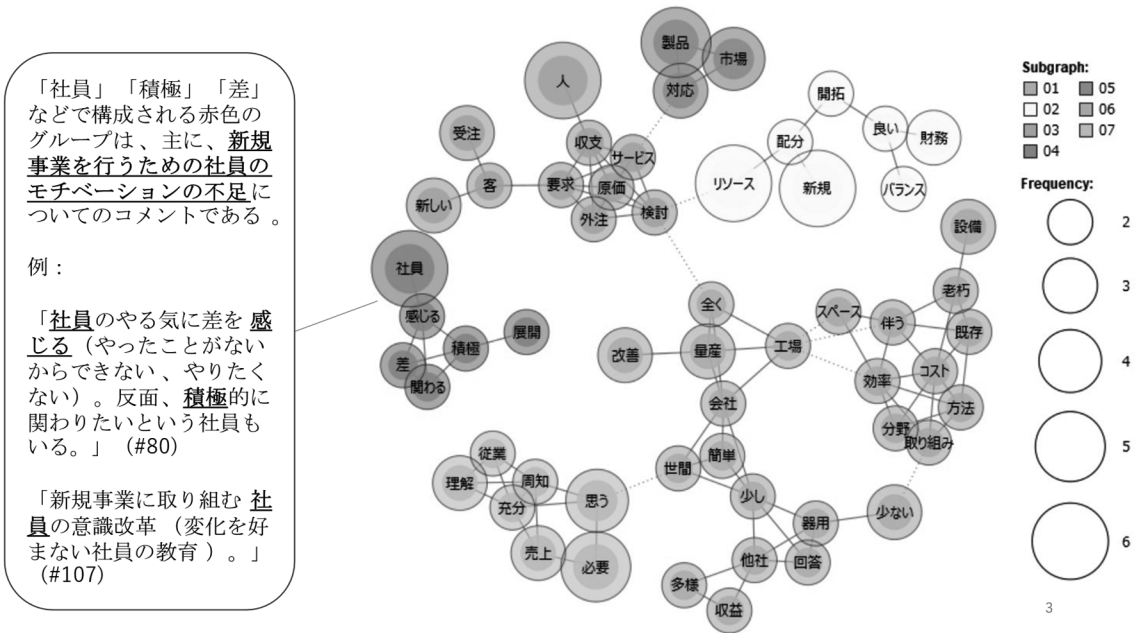 「社員」「積極」「差」
などで構成される赤色の
グループは、主に、新規
事業を行うための社員の
モチベーションの不足に
ついてのコメントである 。
例：
「社員のやる気に差を 感
じる（やったことがない
からできない 、やりたく
ない）。反面、積極的に
関わりたいという社員も
いる。」（#80）
「新規事業に取り組む 社
員の意識改革 （変化を好
まない社員の教育 ）。」
（#107）
製品
市場
対応
人
開拓
良い
財務
配分
受注
収支
サービス
リソース
新規
バランス
客
要求
原価
新しい
外注
検討
設備
社員
感じる
展開
積極
差
関わる
全く
スペース
老朽
伴う
既存
改善
量産
工場
コスト
効率
会社
方法
分野
取り組み
従業
世間
簡単
理解
周知
思う
少し
充分
器用
少ない
売上
必要
他社
回答
多様
収益
Subgraph:
01 05
02 06
03 07
04
Frequency:
2
3
4
5
6
3